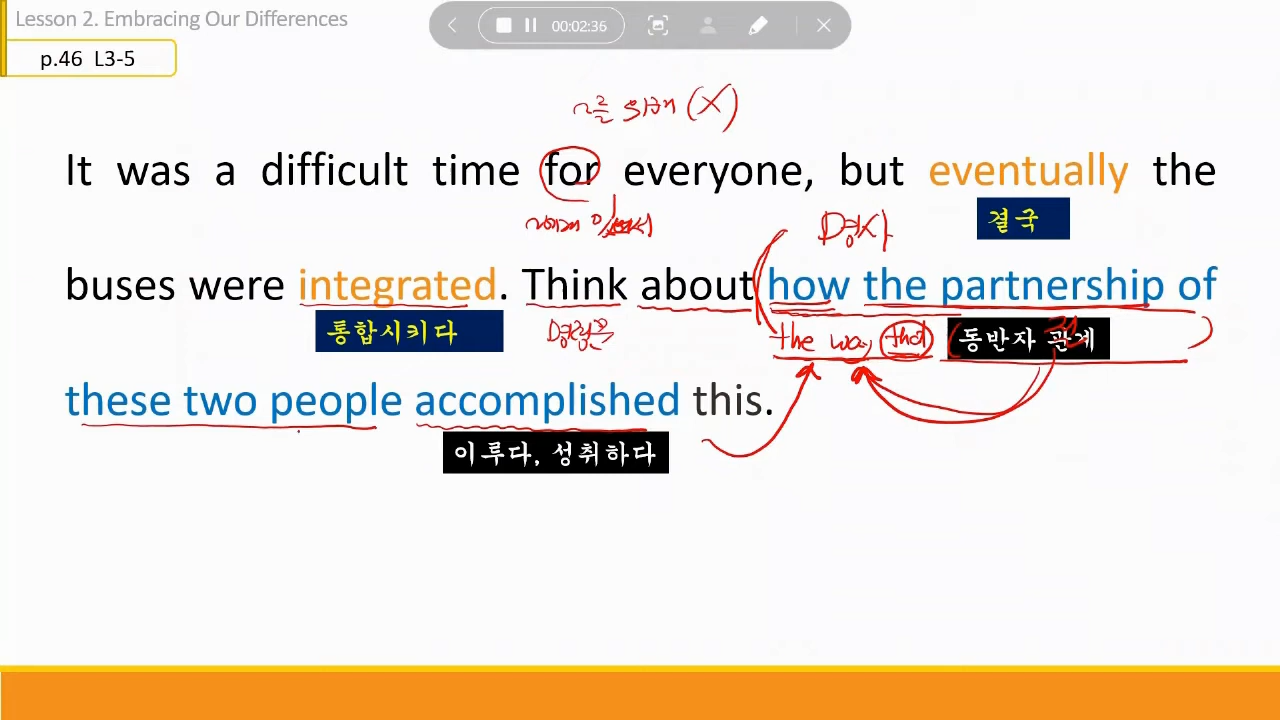 Lesson 2. Embracing Our Differences
00:02:36
p.46 L3-5
~를 위해 (X)
It was a difficult time for everyone, but eventually the
D명사
결국
buses were integrated. Think about how the partnership of
통합시키다
명령문
the way that
동반자 관계
these two people accomplished this.
이루다, 성취하다